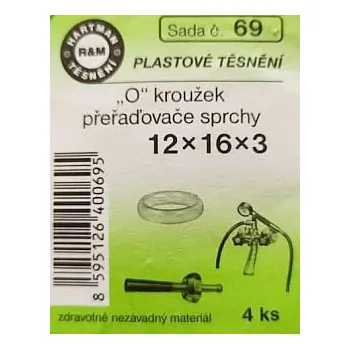 HARTMAN
R&M
TĚSNĚNÍ
Sada č. 69
PLASTOVÉ TĚSNĚNÍ
„O“ kroužek
přeřaďovače sprchy
12×16×3
8 595126 400695
zdravotně nezávadný materiál
4 ks